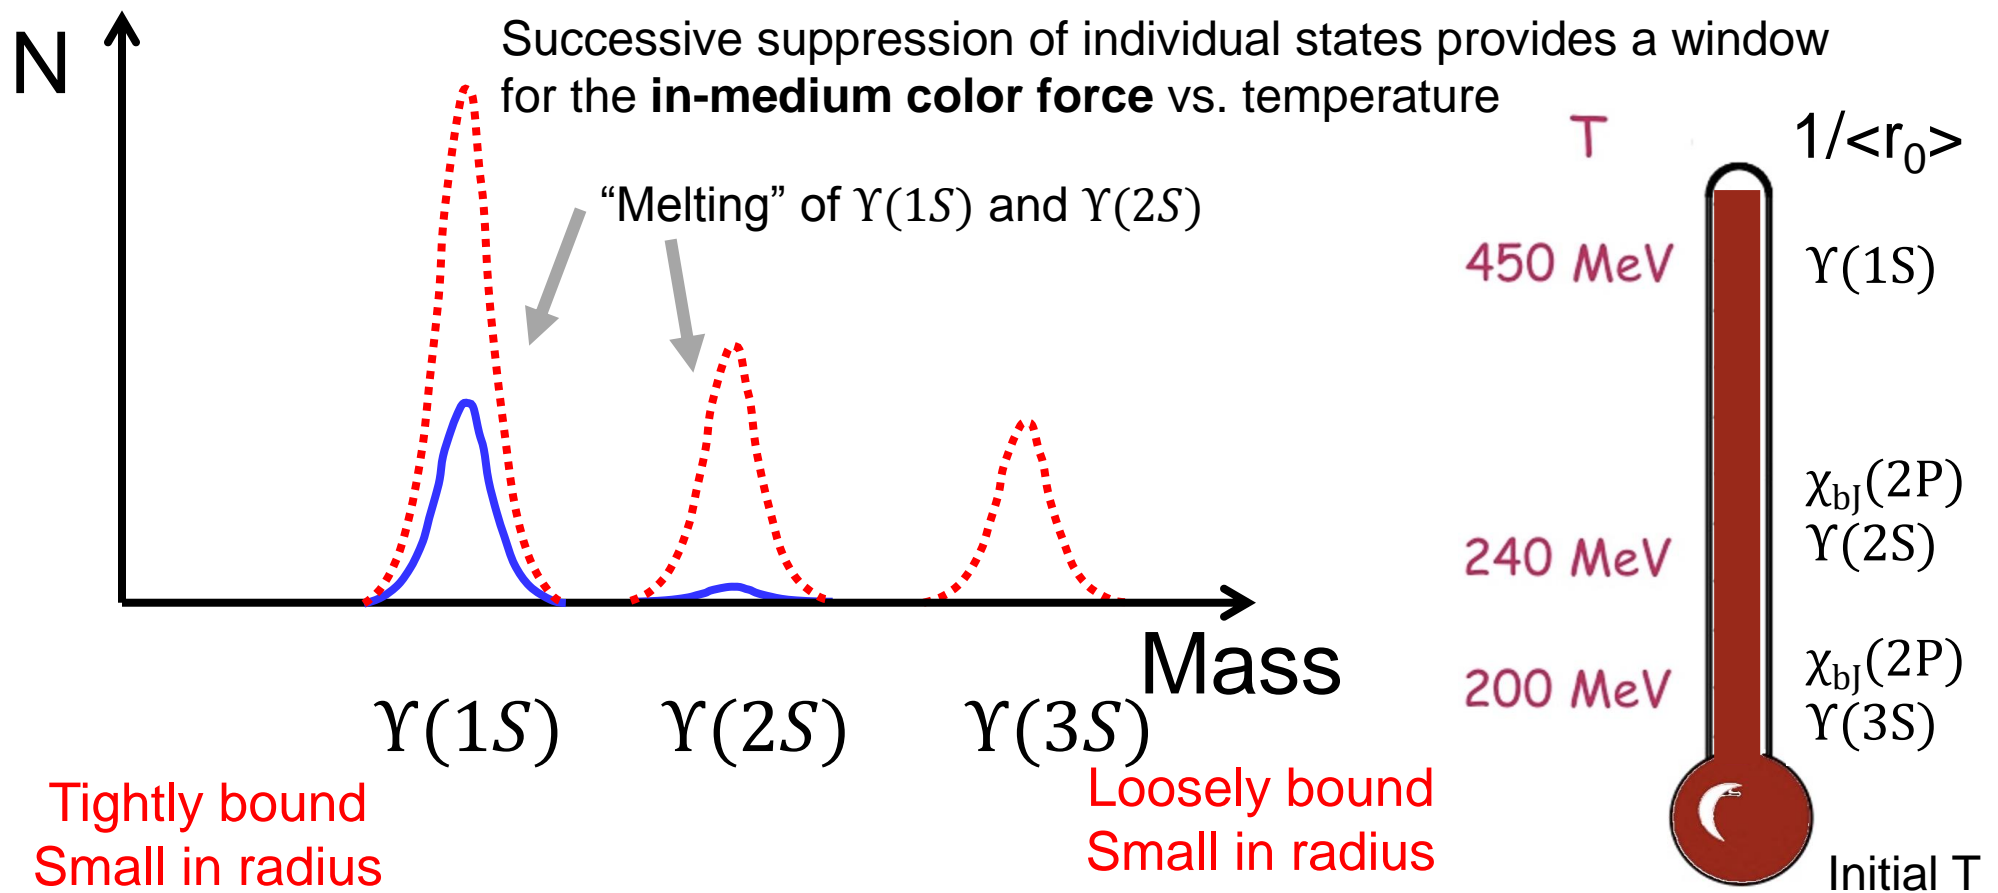 N
Successive suppression of individual states provides a window
for the in-medium color force vs. temperature
“Melting” of ϒ(1S) and ϒ(2S)
Mass
ϒ(1S)
ϒ(2S)
ϒ(3S)
Tightly bound
Small in radius
Loosely bound
Small in radius
T
1/<r₀>
450 MeV
ϒ(1S)
χbJ(2P)
240 MeV
ϒ(2S)
χbJ(2P)
200 MeV
ϒ(3S)
Initial T